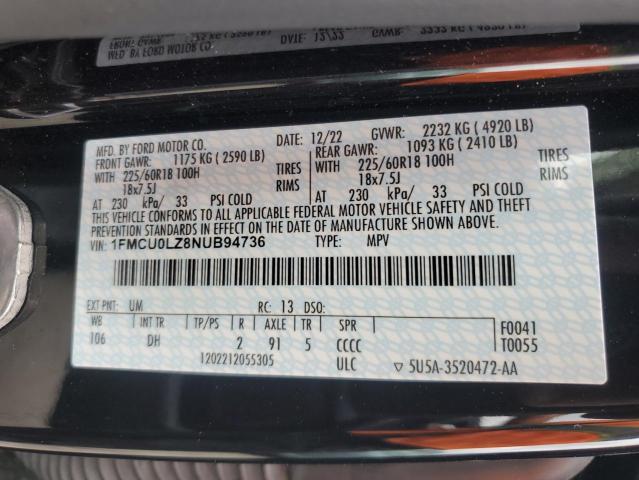 MFD. BY FORD MOTOR CO.
12/22
GVWR: 2232 KG ( 4920 LB)
FRONT GAWR: 1175 KG ( 2590 LB)
REAR GAWR: 1093 KG ( 2410 LB)
WITH 225/60R18 100H TIRES
WITH 225/60R18 100H TIRES
18x7.5J RIMS
18x7.5J RIMS
AT 230 kPa/ 33 PSI COLD
AT 230 kPa/ 33 PSI COLD
THIS VEHICLE CONFORMS TO ALL APPLICABLE FEDERAL MOTOR VEHICLE SAFETY AND THEFT
PREVENTION STANDARDS IN EFFECT ON THE DATE OF MANUFACTURE SHOWN ABOVE.
VIN: 1FMCU0LZ8NUB94736 TYPE: MPV
EXT PNT: UM RC: 13 DSO:
WB INT TR TP/PS R AXLE TR SPR
106 DH 2 91 5 CCCC
1202212055305 ULC
F0041
T0055
5U5A-3520472-AA